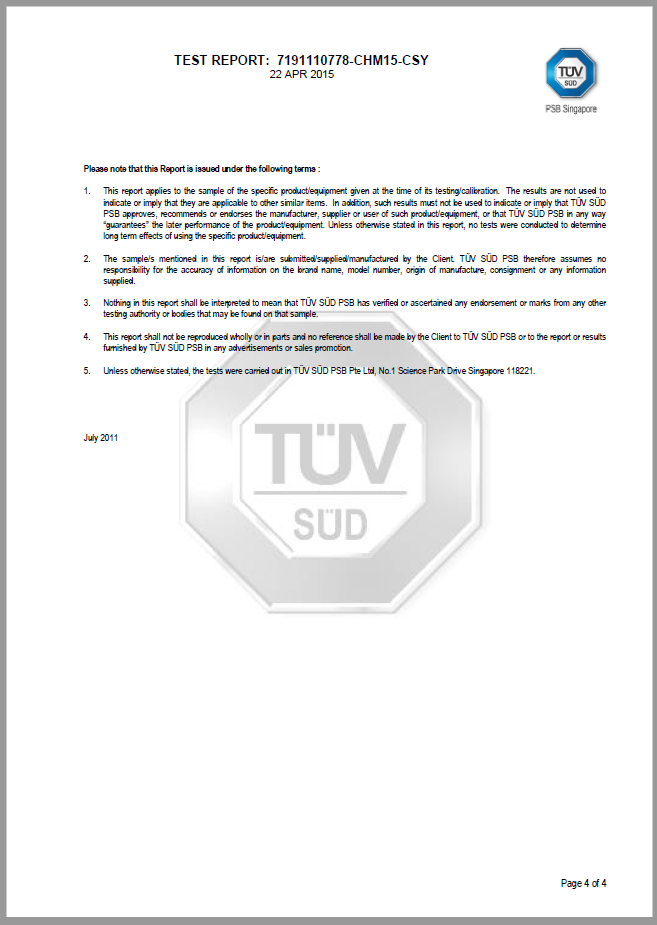 TEST REPORT: 7191110778-CHM15-CSY
22 APR 2015
TÜV
SÜD
PSB Singapore
Please note that this Report is issued under the following terms :
1. This report applies to the sample of the specific product/equipment given at the time of its testing/calibration. The results are not used to
indicate or imply that they are applicable to other similar items. In addition, such results must not be used to indicate or imply that TÜV SÜD
PSB approves, recommends or endorses the manufacturer, supplier or user of such product/equipment, or that TÜV SÜD PSB in any way
“guarantees” the later performance of the product/equipment. Unless otherwise stated in this report, no tests were conducted to determine
long term effects of using the specific product/equipment.
2. The sample/s mentioned in this report is/are submitted/supplied/manufactured by the Client. TÜV SÜD PSB therefore assumes no
responsibility for the accuracy of information on the brand name, model number, origin of manufacture, consignment or any information
supplied.
3. Nothing in this report shall be interpreted to mean that TÜV SÜD PSB has verified or ascertained any endorsement or marks from any other
testing authority or bodies that may be found on that sample.
4. This report shall not be reproduced wholly or in parts and no reference shall be made by the Client to TÜV SÜD PSB or to the report or results
furnished by TÜV SÜD PSB in any advertisements or sales promotion.
5. Unless otherwise stated, the tests were carried out in TÜV SÜD PSB Pte Ltd, No.1 Science Park Drive Singapore 118221.
July 2011
TÜV
SÜD
Page 4 of 4